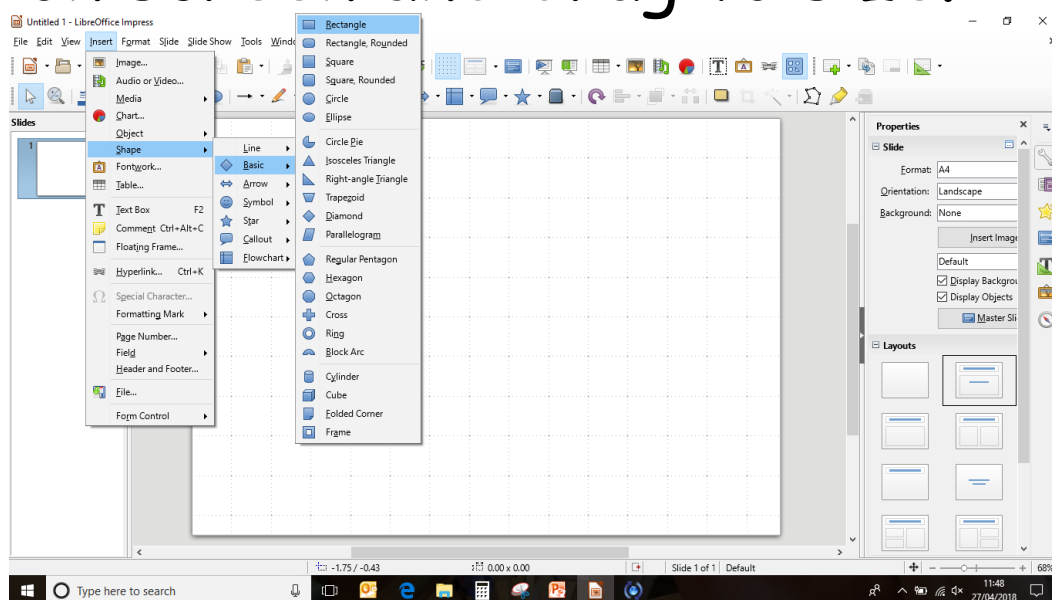 Untitled 1 - LibreOffice Impress
File Edit View Insert Format Slide Slide Show Tools
Image...
Audio or Video...
Media
Chart...
Object
Shape
Fontwork...
Table...
Text Box F2
Comment Ctrl+Alt+C
Floating Frame...
Hyperlink... Ctrl+K
Special Character...
Formatting Mark
Page Number...
Field
Header and Footer...
File...
Form Control
Line
Basic
Arrow
Symbol
Star
Callout
Flowchart
Rectangle
Rectangle, Rounded
Square
Square, Rounded
Circle
Ellipse
Circle Pie
Isosceles Triangle
Right-angle Triangle
Trapezoid
Diamond
Parallelogram
Regular Pentagon
Hexagon
Octagon
Cross
Ring
Block Arc
Cylinder
Cube
Folded Corner
Frame
Slides
1
Properties
Slide
Format: A4
Orientation: Landscape
Background: None
Insert Image
Default
Display Backgrou
Display Objects
Master Sli
Layouts
-1.75 / -0.43 0.00 x 0.00 Slide 1 of 1 Default 68%
Type here to search
11:48
27/04/2018